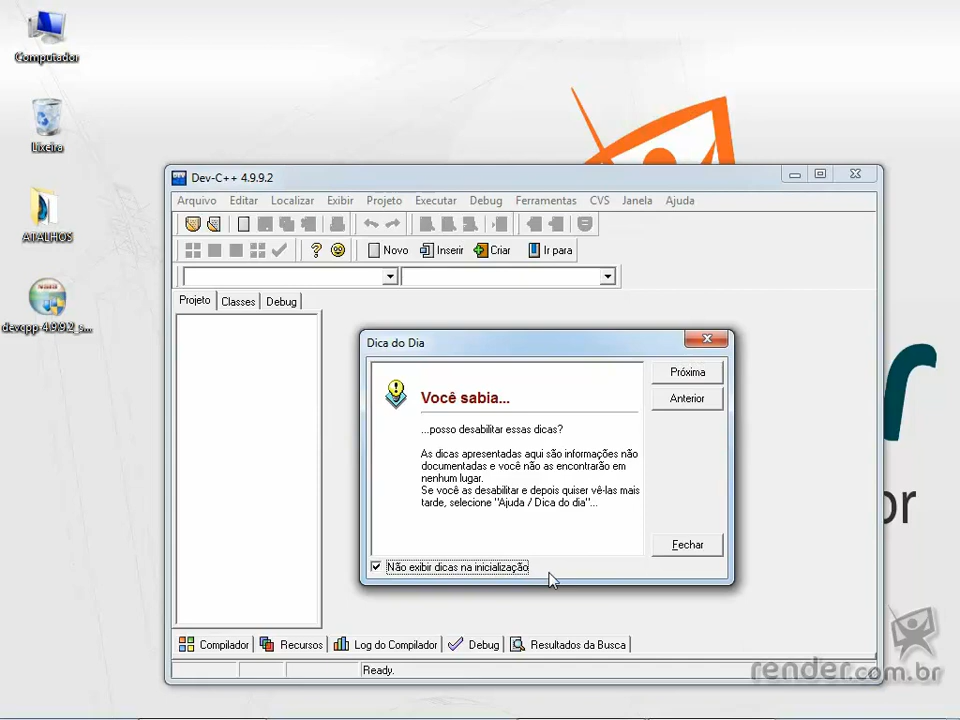 Computador
Lixeira
ATALHOS
devcpp-4.9.9.2_s...
Dev-C++ 4.9.9.2
Arquivo Editar Localizar Exibir Projeto Executar Debug Ferramentas CVS Janela Ajuda
Novo Inserir Criar Ir para
Projeto Classes Debug
Dica do Dia
Você sabia...
...posso desabilitar essas dicas?
As dicas apresentadas aqui são informações não
documentadas e você não as encontrarão em
nenhum lugar.
Se você as desabilitar e depois quiser vê-las mais
tarde, selecione "Ajuda / Dica do dia"...
Próxima
Anterior
Fechar
Não exibir dicas na inicialização
Compilador Recursos Log do Compilador Debug Resultados da Busca
Ready.
r
or
render.com.br